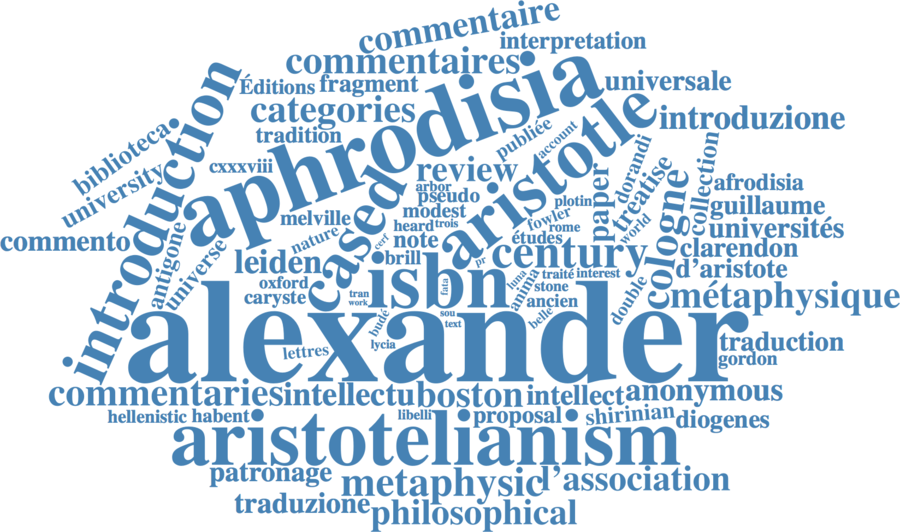 commentaire
commentaires
interpretation
Éditions
fragment
aphrodisia
universale
categories
tradition
introduction
biblioteca
university
cxxxviii
publiée
account
aristotle
introduzione
review
arbor
pseudo
modest
heard
trois
note
brill
melville
nature
cased
cerf
plotin
fowler
rome
études
paper
dorandi
treatise
world
collection
afrodisia
guillaume
universités
clarendon
d'aristote
cologne
commento
antigone
universe
leiden
oxford
caryste
century
pr
isbn
tran
work
fata
luna
anima
traité
interest
stone
ancien
belle
double
métaphysique
budé
lycia
sou
text
alexander
lettres
traduction
gordon
commentaries
intellectu
boston
intellect
anonymous
hellenistic
habent
libelli
proposal
shirinian
diogenes
aristotelianism
patronage
metaphysic
l'association
traduzione
philosophical